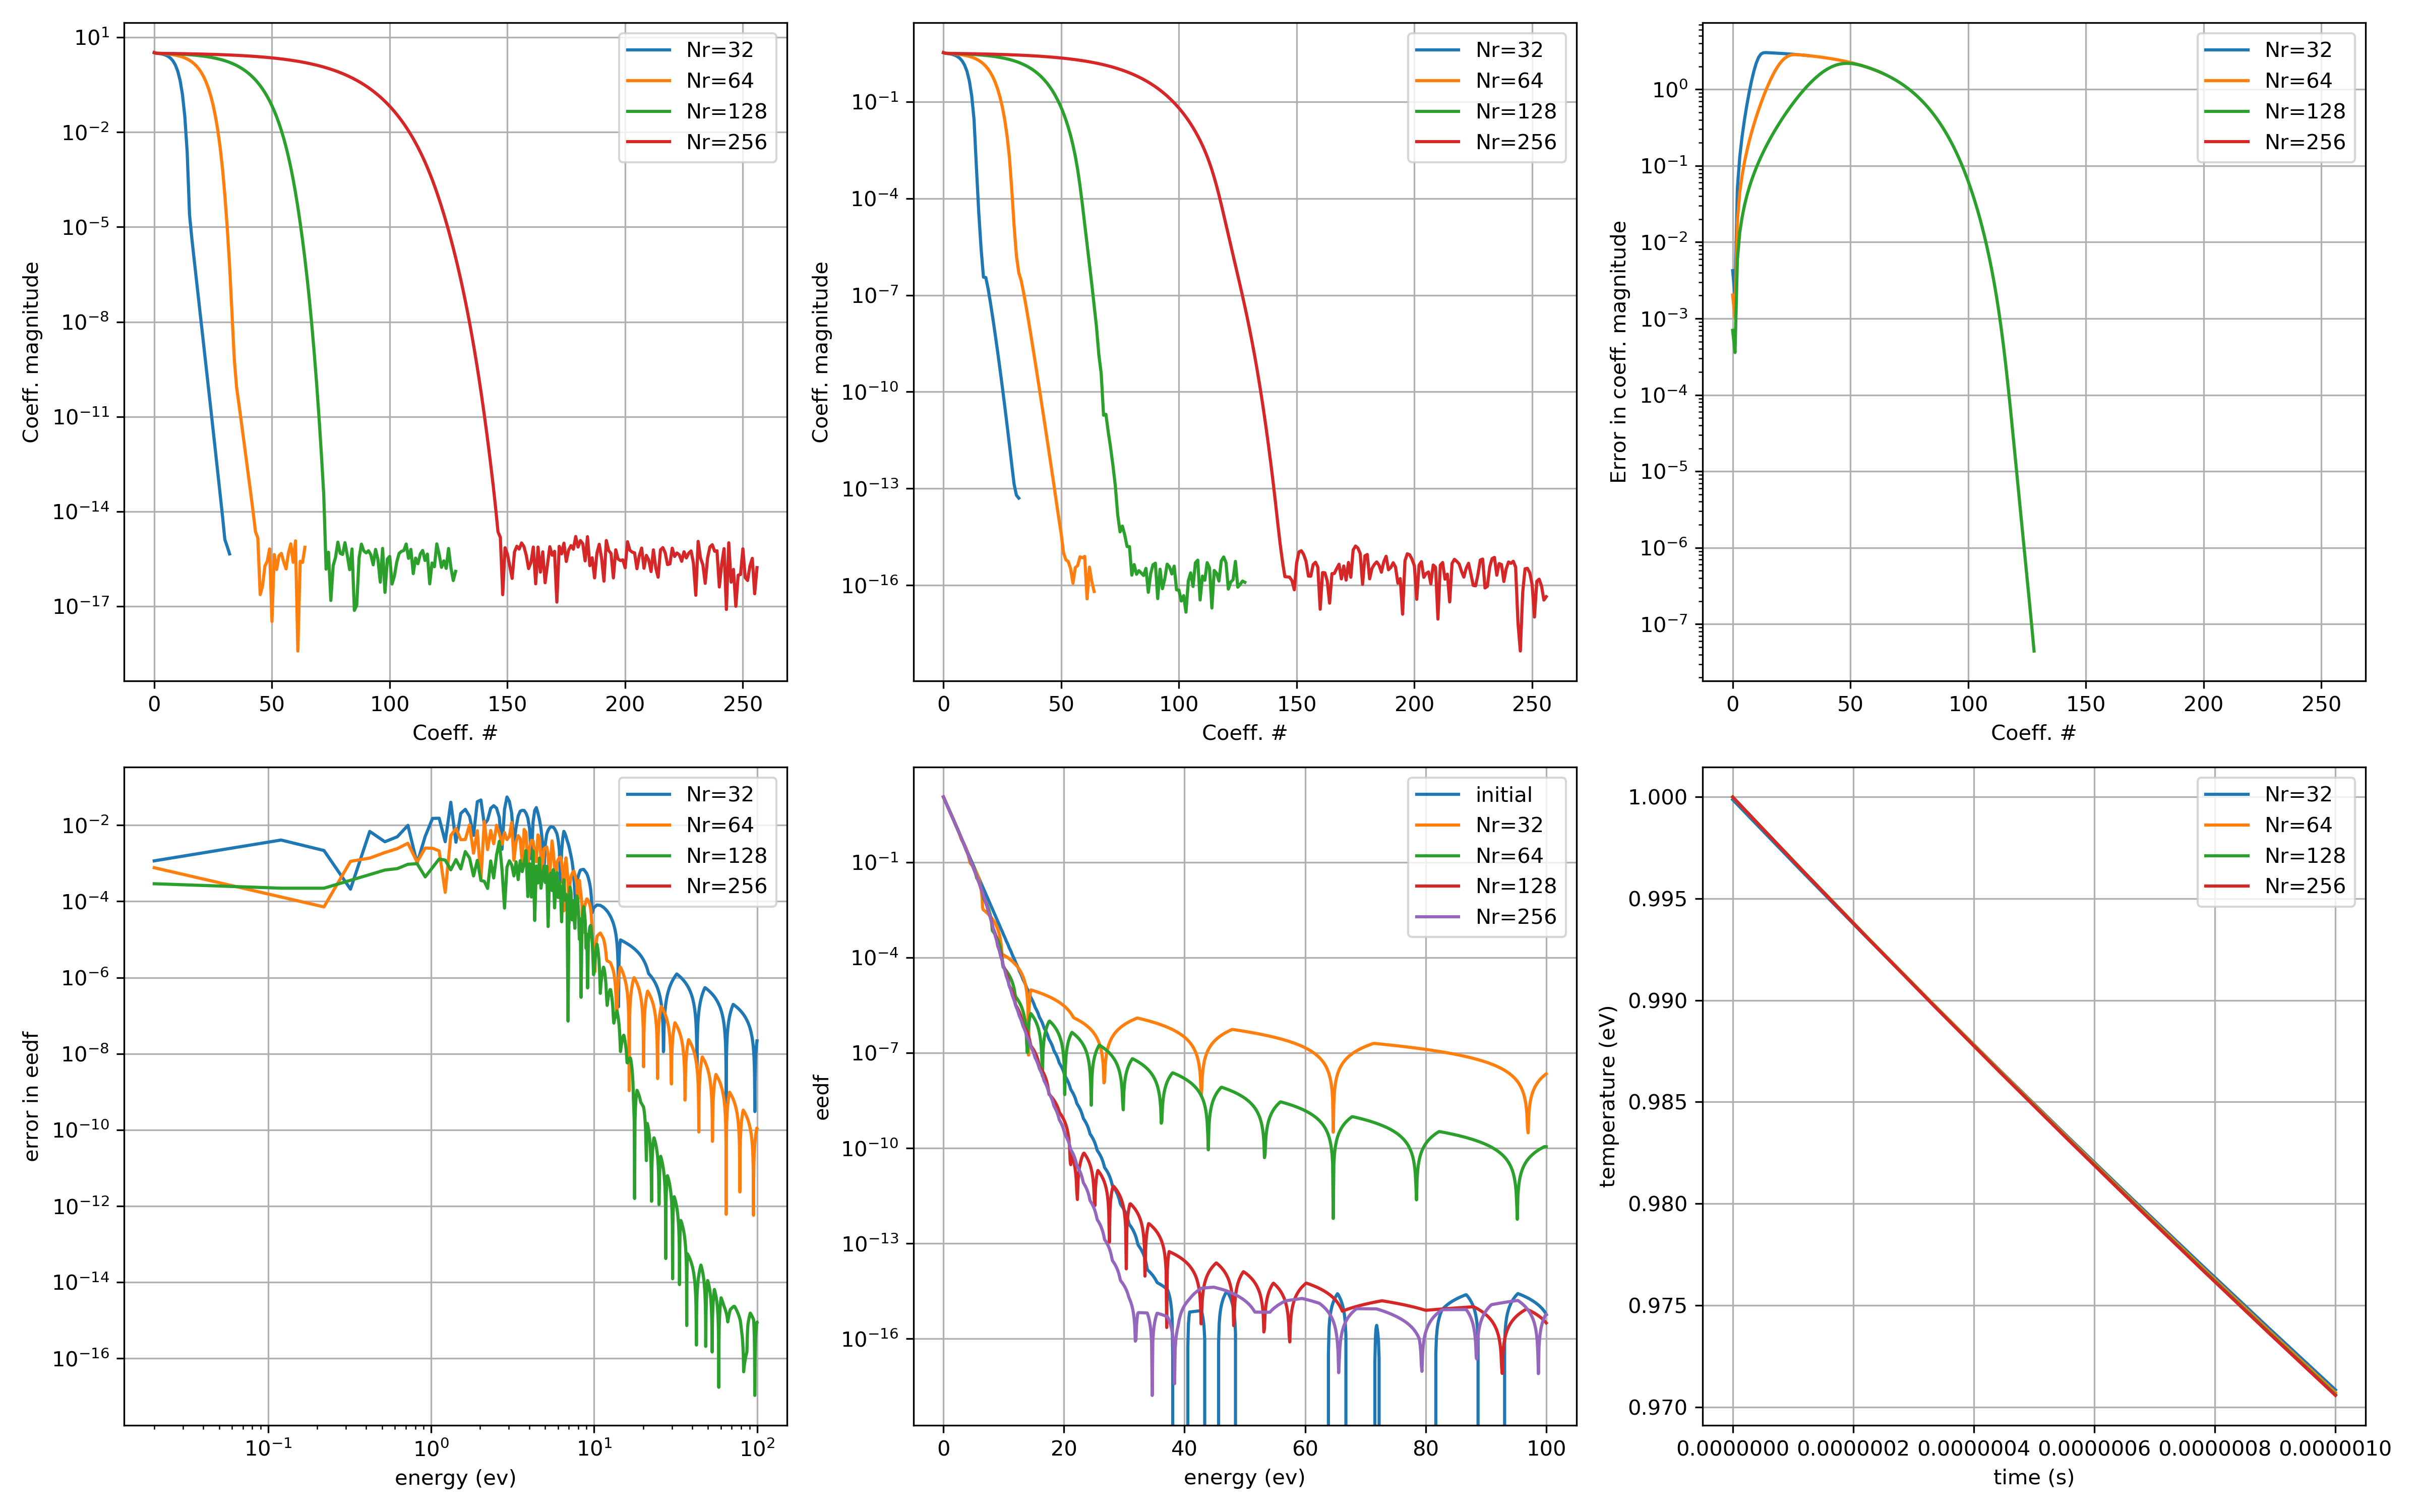 10^1
10^-2
10^-5
10^-8
10^-11
10^-14
10^-17
Coeff. magnitude
0 50 100 150 200 250
Coeff. #
Nr=32
Nr=64
Nr=128
Nr=256
10^-1
10^-4
10^-7
10^-10
10^-13
10^-16
Coeff. magnitude
0 50 100 150 200 250
Coeff. #
Nr=32
Nr=64
Nr=128
Nr=256
10^0
10^-1
10^-2
10^-3
10^-4
10^-5
10^-6
10^-7
Error in coeff. magnitude
0 50 100 150 200 250
Coeff. #
Nr=32
Nr=64
Nr=128
Nr=256
10^-2
10^-4
10^-6
10^-8
10^-10
10^-12
10^-14
10^-16
error in eedf
10^-1 10^0 10^1 10^2
energy (ev)
Nr=32
Nr=64
Nr=128
Nr=256
10^-1
10^-4
10^-7
10^-10
10^-13
10^-16
eedf
0 20 40 60 80 100
energy (ev)
initial
Nr=32
Nr=64
Nr=128
Nr=256
1.000
0.995
0.990
0.985
0.980
0.975
0.970
temperature (eV)
0.0000000 0.0000002 0.0000004 0.0000006 0.0000008 0.0000010
time (s)
Nr=32
Nr=64
Nr=128
Nr=256